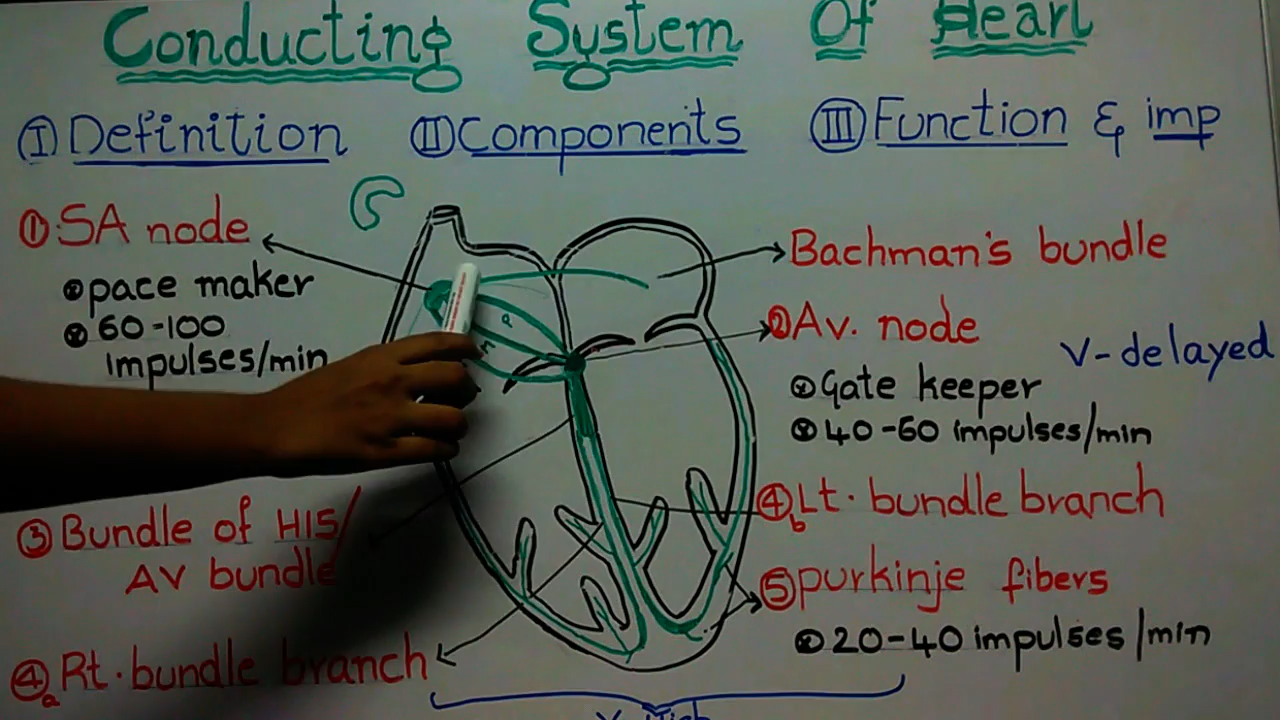 Conducting System Of Heart
I Definition II Components III Function & imp
① SA node
pace maker
60-100
impulses/min
Bachman's bundle
② Av. node
V-delayed
Gate keeper
40-60 impulses/min
③ Bundle of HIS/
AV bundle
④a Rt. bundle branch
④b Lt. bundle branch
⑤ purkinje fibers
20-40 impulses/min